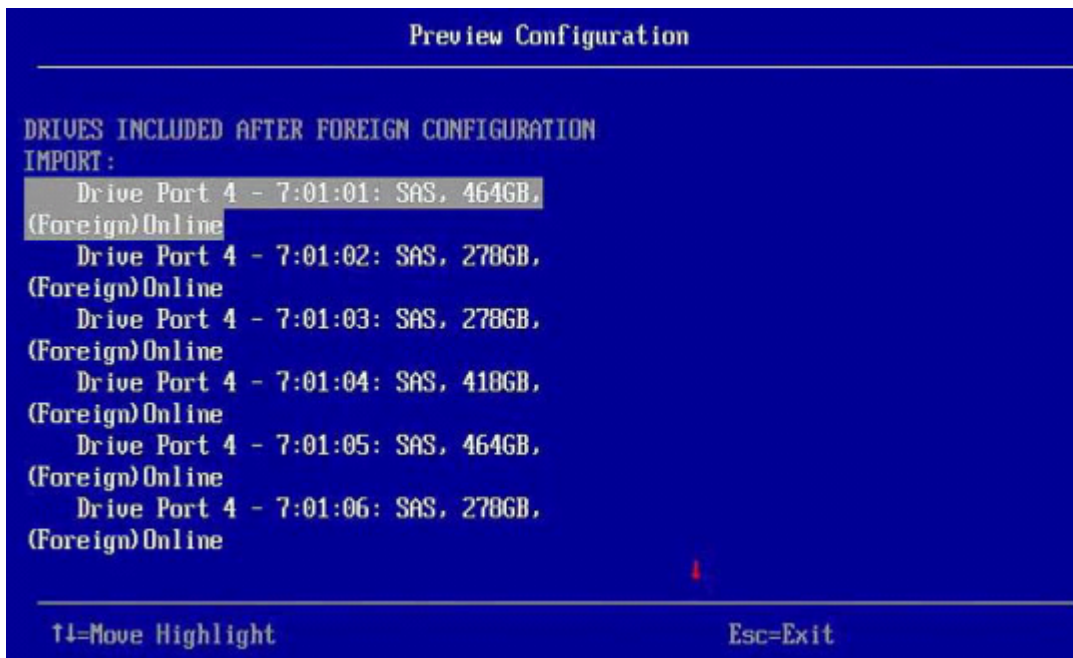 Preview Configuration
DRIVES INCLUDED AFTER FOREIGN CONFIGURATION
IMPORT:
Drive Port 4 - 7:01:01: SAS, 464GB,
(Foreign)Online
Drive Port 4 - 7:01:02: SAS, 278GB,
(Foreign)Online
Drive Port 4 - 7:01:03: SAS, 278GB,
(Foreign)Online
Drive Port 4 - 7:01:04: SAS, 418GB,
(Foreign)Online
Drive Port 4 - 7:01:05: SAS, 464GB,
(Foreign)Online
Drive Port 4 - 7:01:06: SAS, 278GB,
(Foreign)Online
↓
↑↓=Move Highlight Esc=Exit